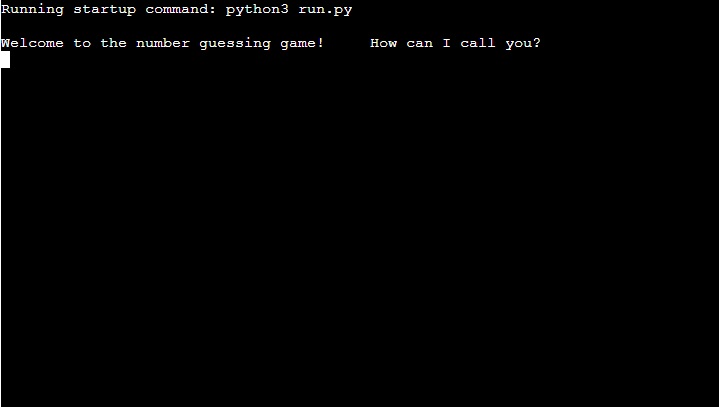 Running startup command: python3 run.py
Welcome to the number guessing game!     How can I call you?